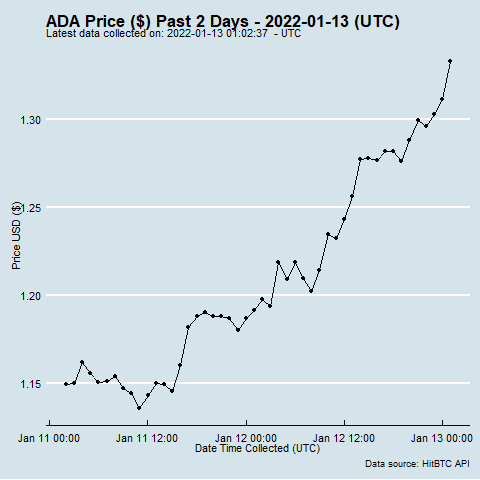 ADA Price ($) Past 2 Days - 2022-01-13 (UTC)
Latest data collected on: 2022-01-13 01:02:37  - UTC
1.30
1.25
1.20
1.15
Price USD ($)
Jan 11 00:00 Jan 11 12:00 Jan 12 00:00 Jan 12 12:00 Jan 13 00:00
Date Time Collected (UTC)
Data source: HitBTC API